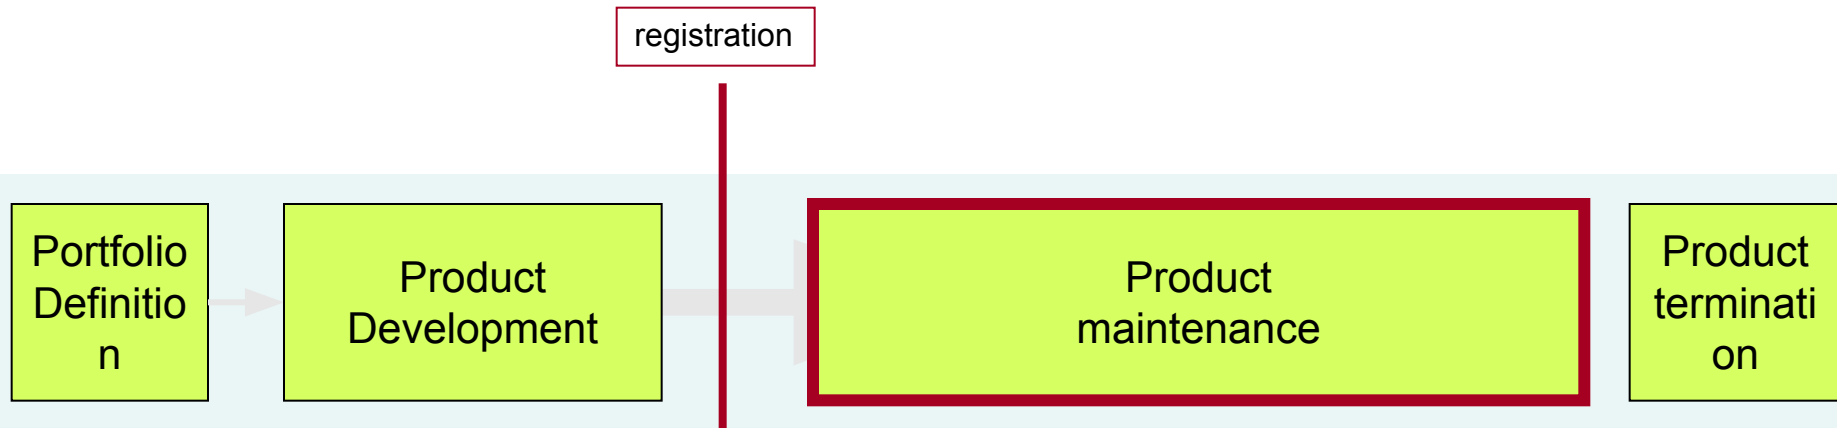 registration
Portfolio
Definitio
n
Product
Development
Product
maintenance
Product
terminati
on